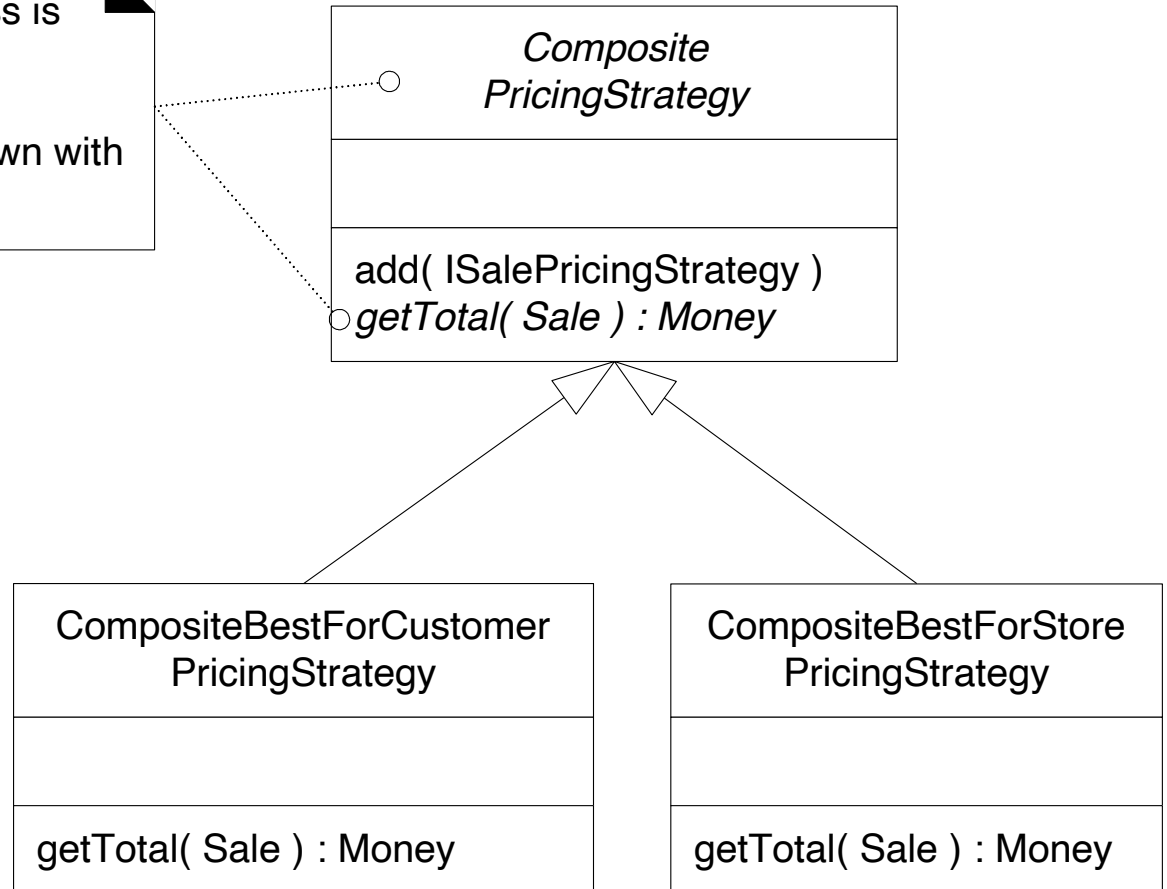 is
wn with
Composite
PricingStrategy
add( ISalePricingStrategy )
getTotal( Sale ) : Money
CompositeBestForCustomer
PricingStrategy
getTotal( Sale ) : Money
CompositeBestForStore
PricingStrategy
getTotal( Sale ) : Money